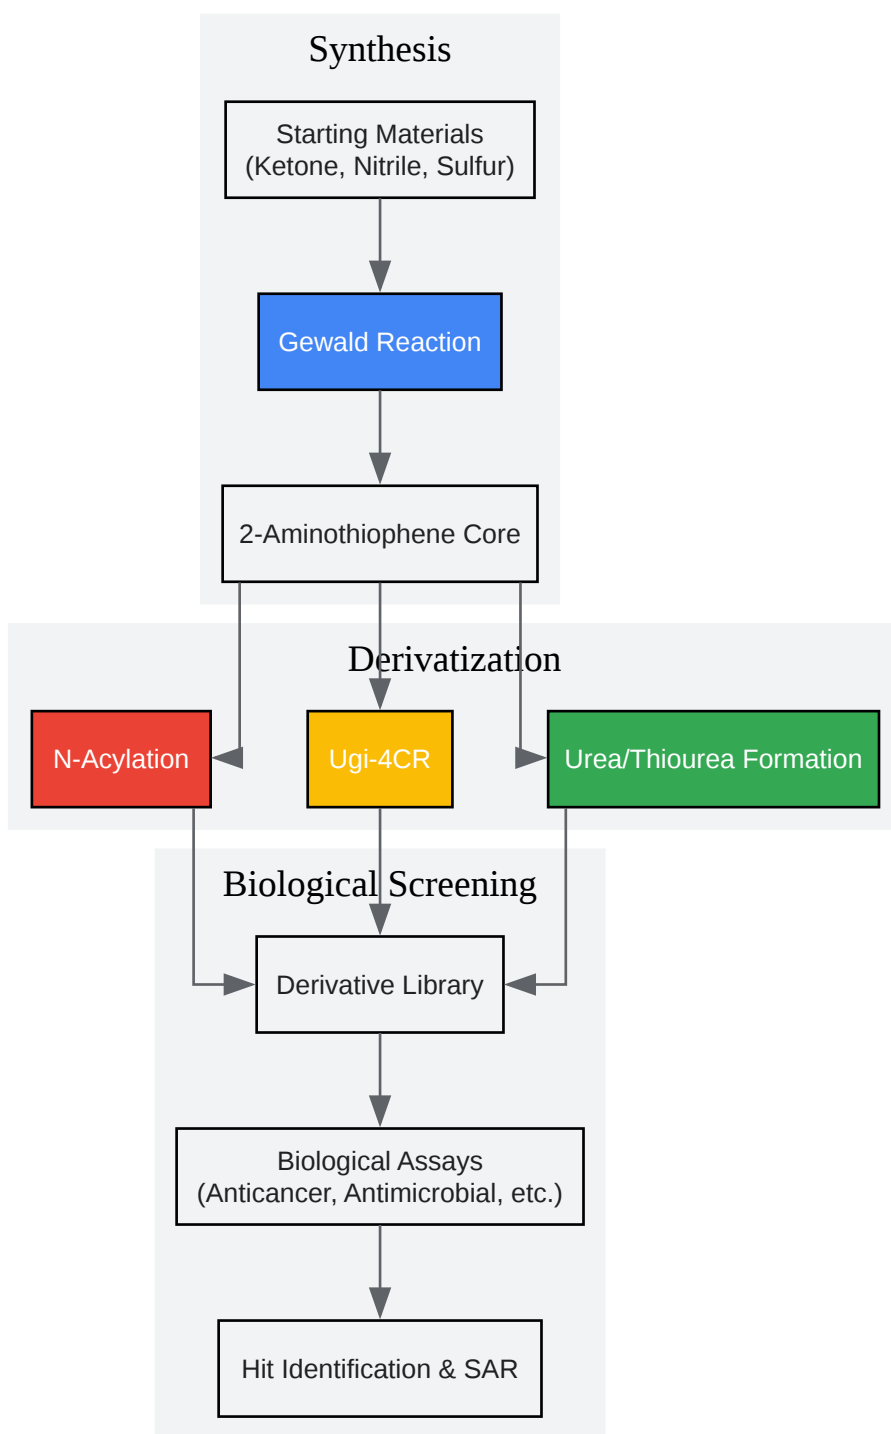 Synthesis
Starting Materials
(Ketone, Nitrile, Sulfur)
Gewald Reaction
2-Aminothiophene Core
Derivatization
N-Acylation
Ugi-4CR
Urea/Thiourea Formation
Biological Screening
Derivative Library
Biological Assays
(Anticancer, Antimicrobial, etc.)
Hit Identification & SAR